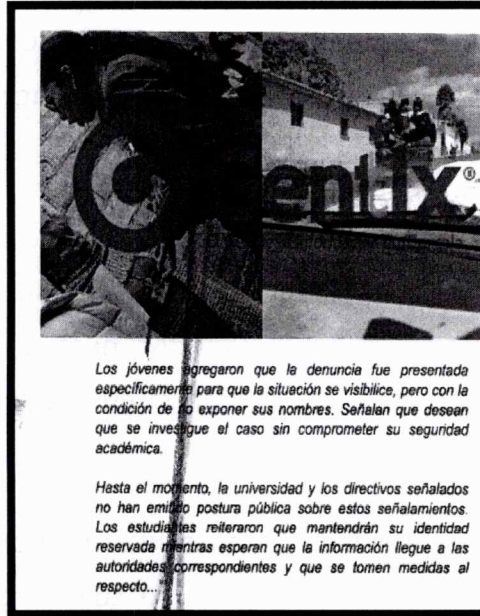 entix®
Los jóvenes agregaron que la denuncia fue presentada
específicamente para que la situación se visibilice, pero con la
condición de no exponer sus nombres. Señalan que desean
que se investigue el caso sin comprometer su seguridad
académica.
Hasta el momento, la universidad y los directivos señalados
no han emitido postura pública sobre estos señalamientos.
Los estudiantes reiteraron que mantendrán su identidad
reservada mientras esperan que la información llegue a las
autoridades correspondientes y que se tomen medidas al
respecto...